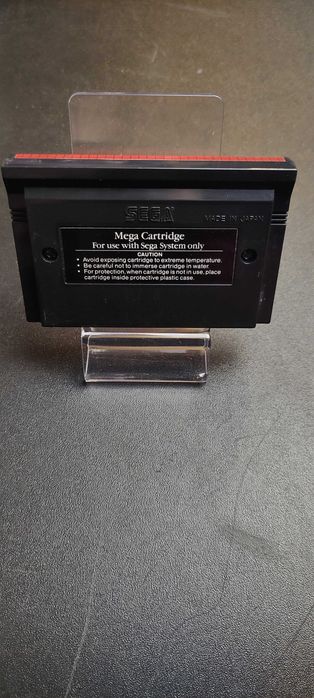 SEGA
MADE IN JAPAN
Mega Cartridge
For use with Sega System only
CAUTION
• Avoid exposing cartridge to extreme temperature.
• Be careful not to immerse cartridge in water.
• For protection, when cartridge is not in use, place
cartridge inside protective plastic case.